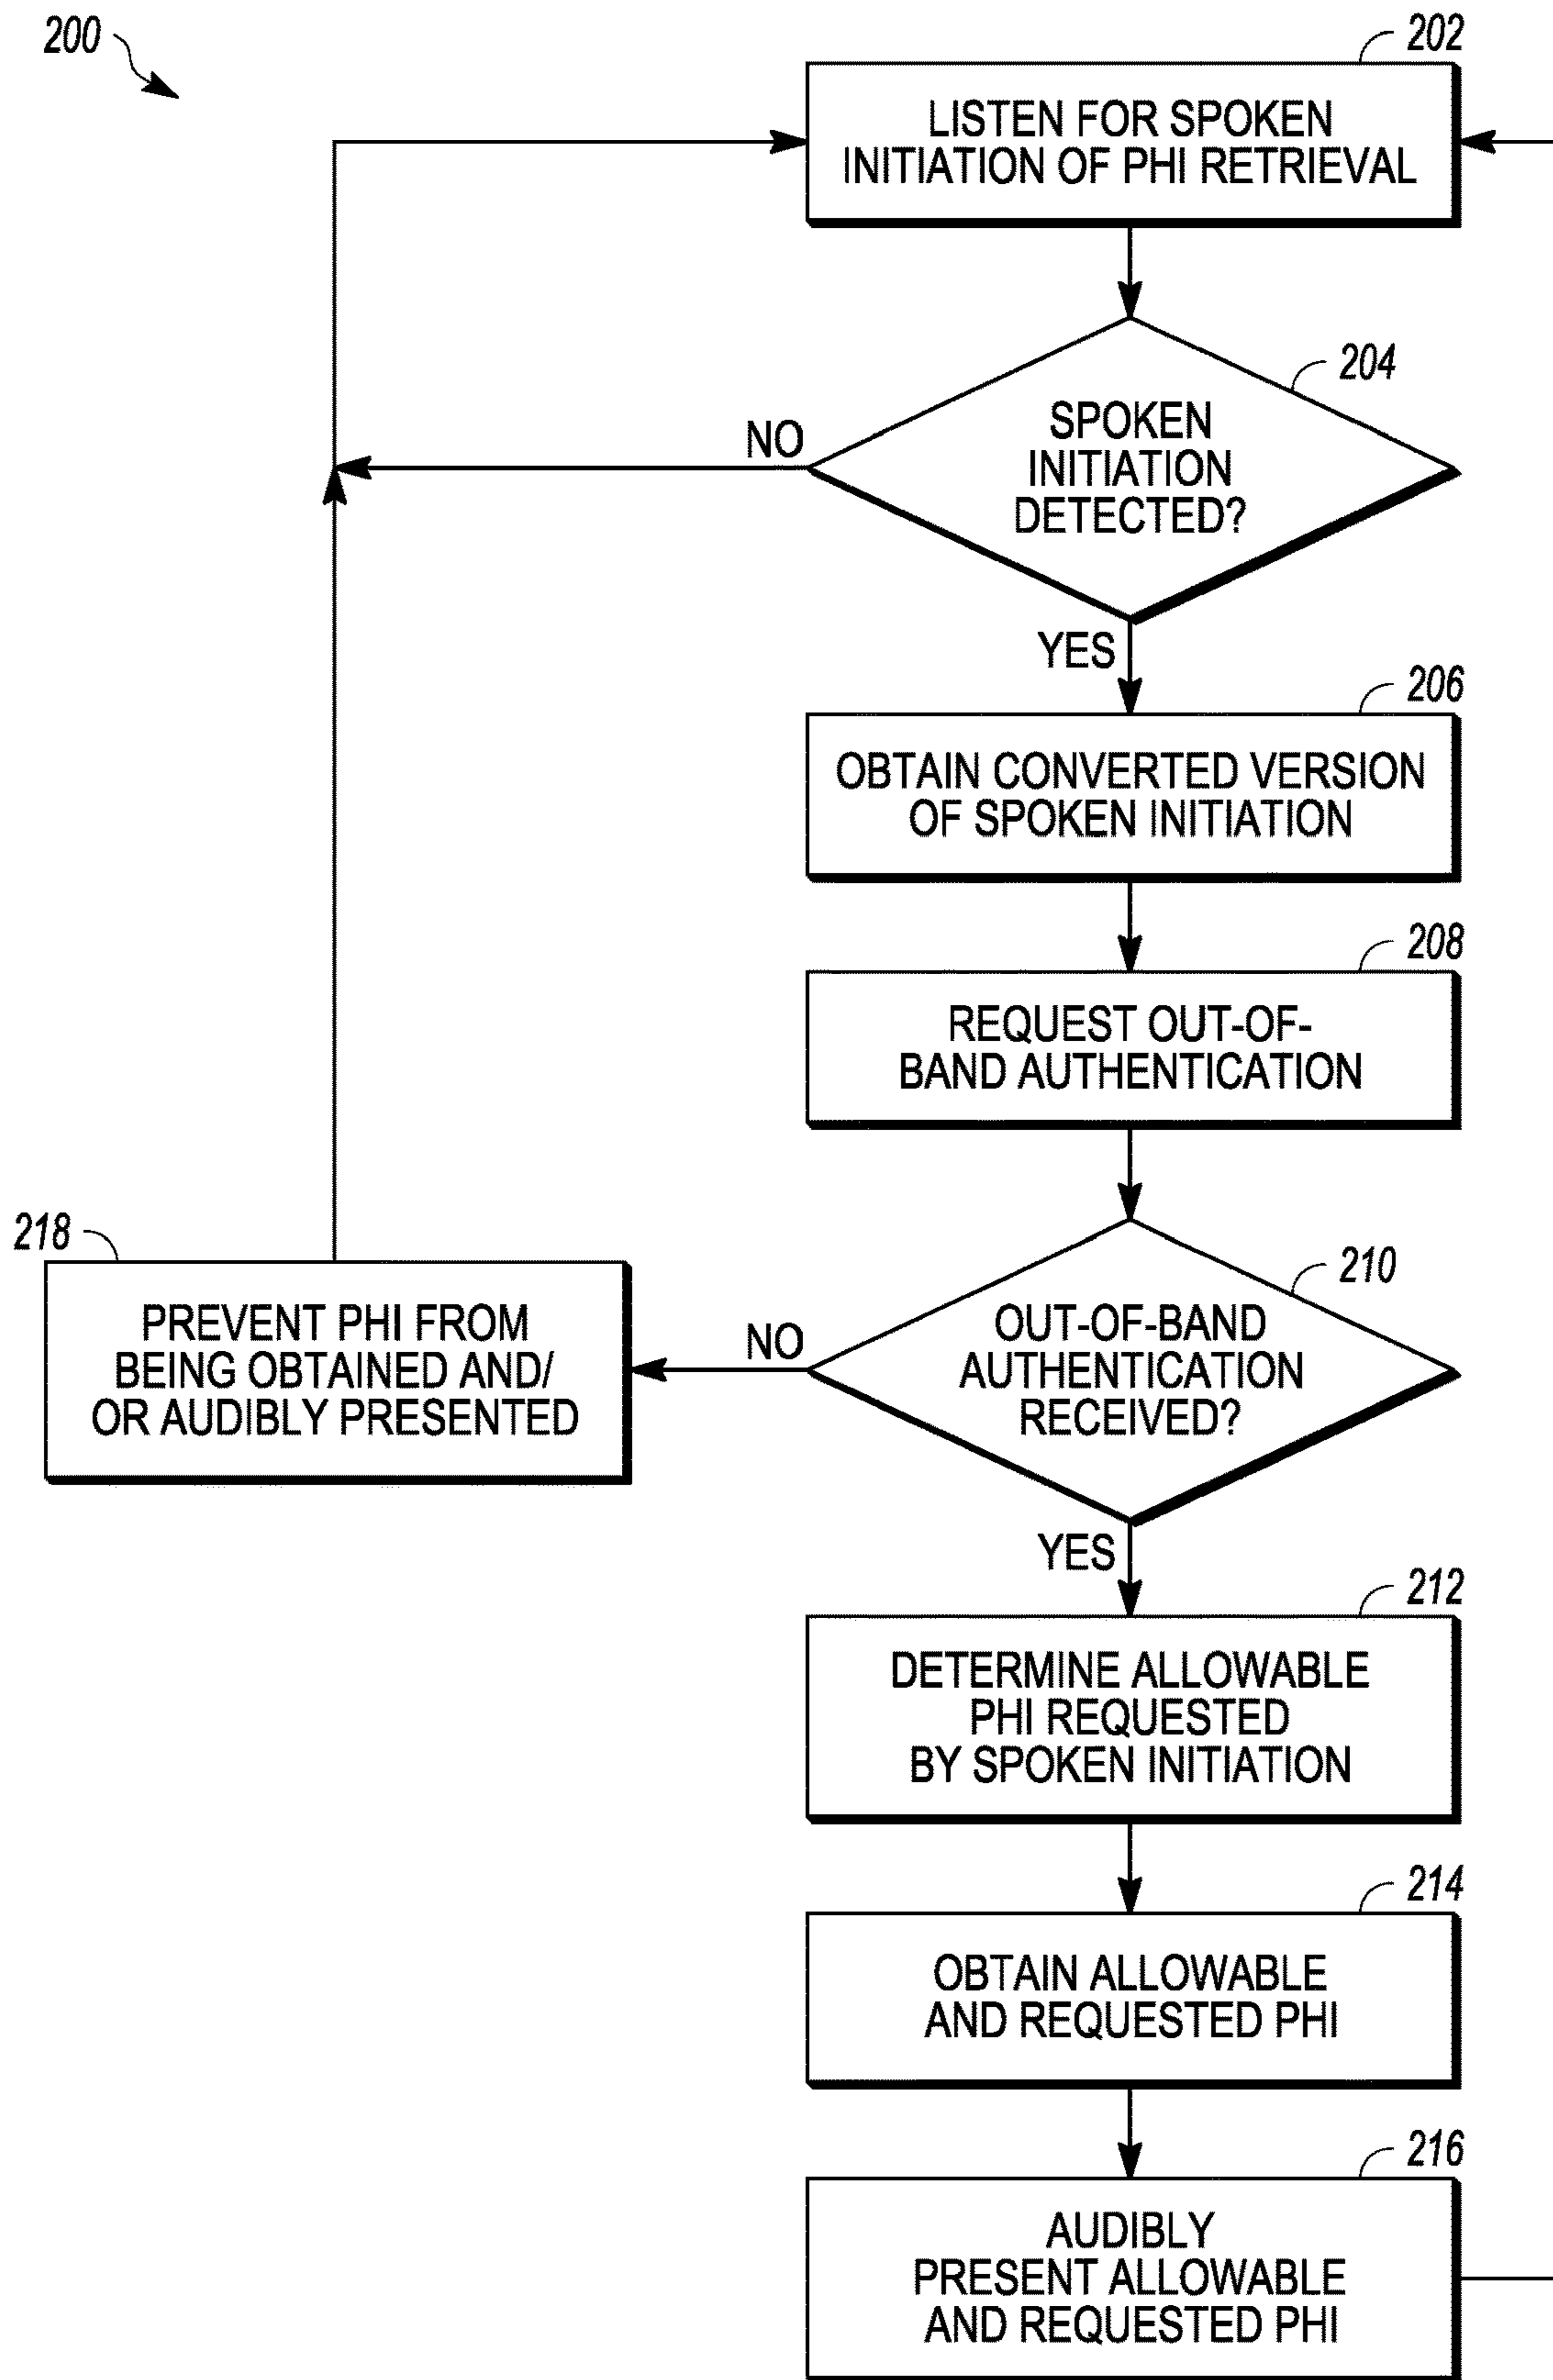 200
202
LISTEN FOR SPOKEN
INITIATION OF PHI RETRIEVAL
204
SPOKEN
INITIATION
DETECTED?
NO
YES
206
OBTAIN CONVERTED VERSION
OF SPOKEN INITIATION
208
REQUEST OUT-OF-
BAND AUTHENTICATION
210
OUT-OF-BAND
AUTHENTICATION
RECEIVED?
NO
218
PREVENT PHI FROM
BEING OBTAINED AND/
OR AUDIBLY PRESENTED
YES
212
DETERMINE ALLOWABLE
PHI REQUESTED
BY SPOKEN INITIATION
214
OBTAIN ALLOWABLE
AND REQUESTED PHI
216
AUDIBLY
PRESENT ALLOWABLE
AND REQUESTED PHI